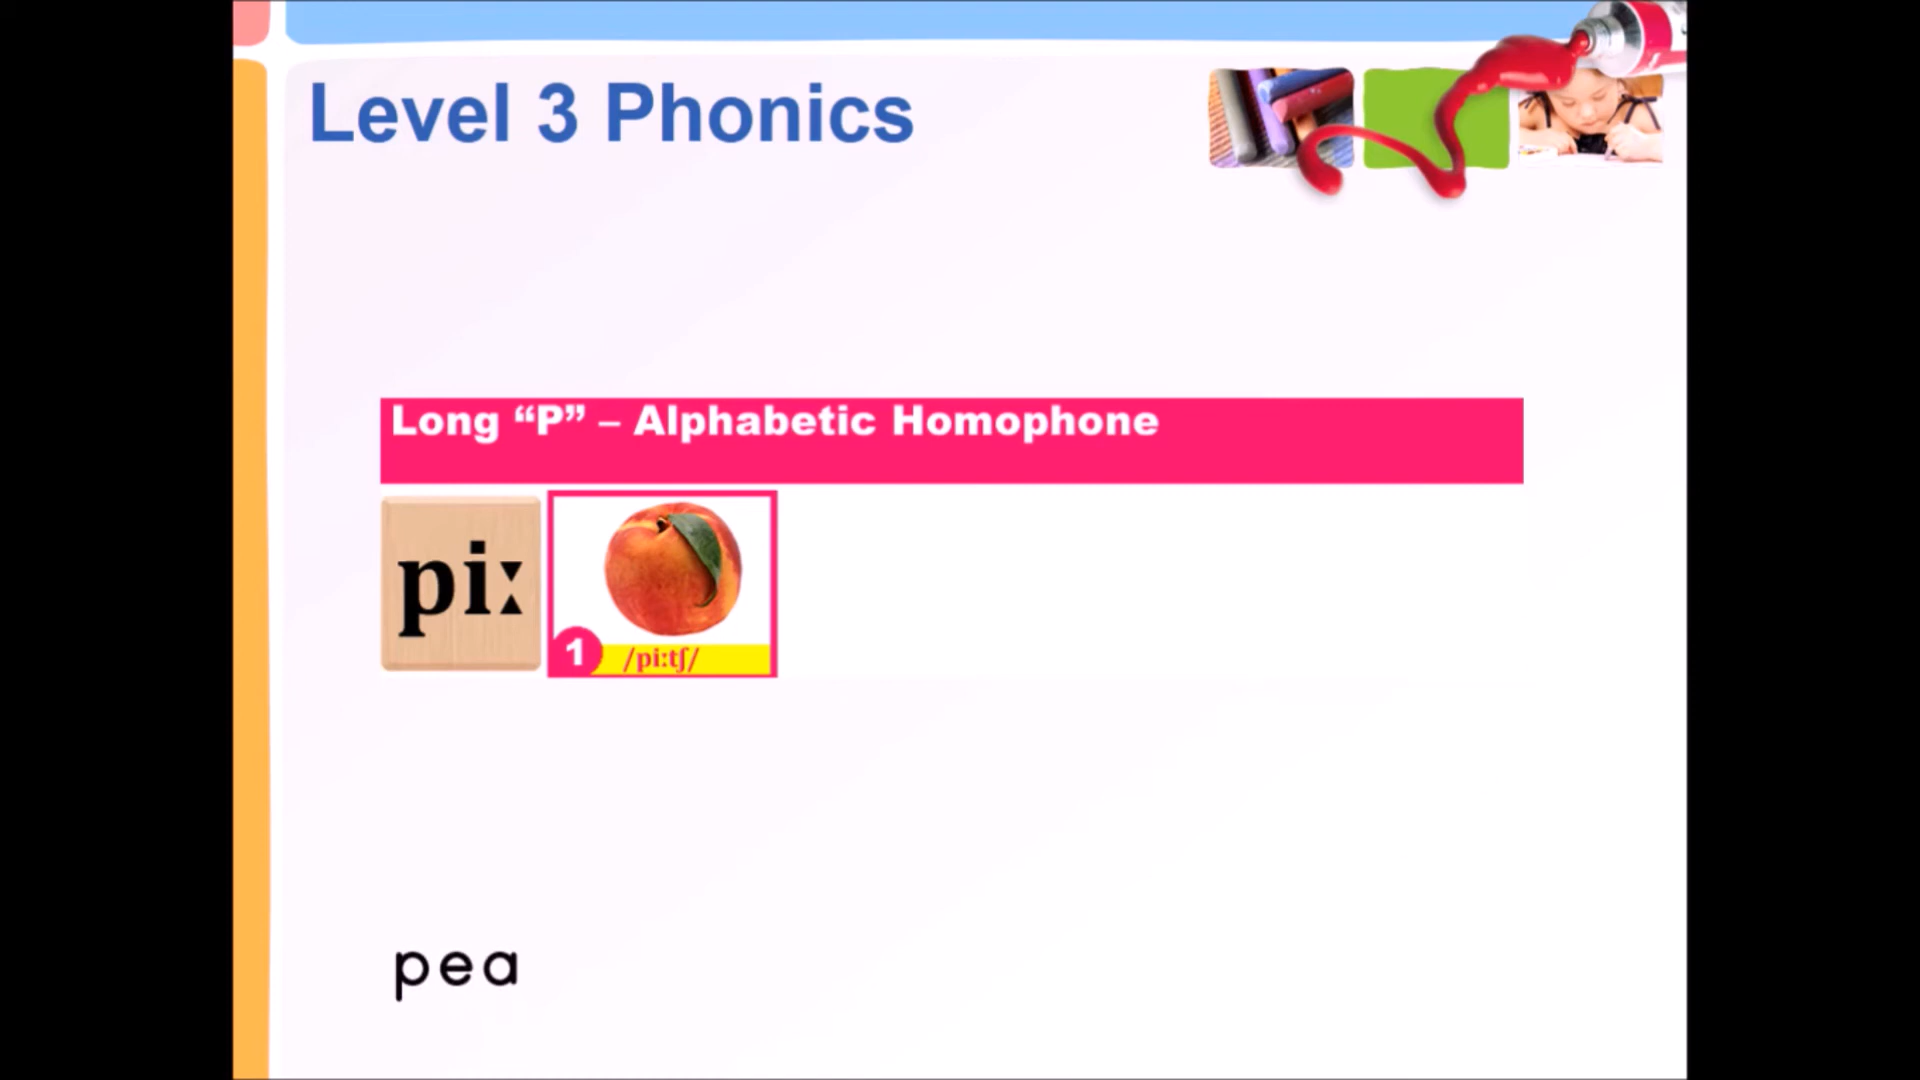 Level 3 Phonics
Long “P” – Alphabetic Homophone
piː
1
/piːtʃ/
pea